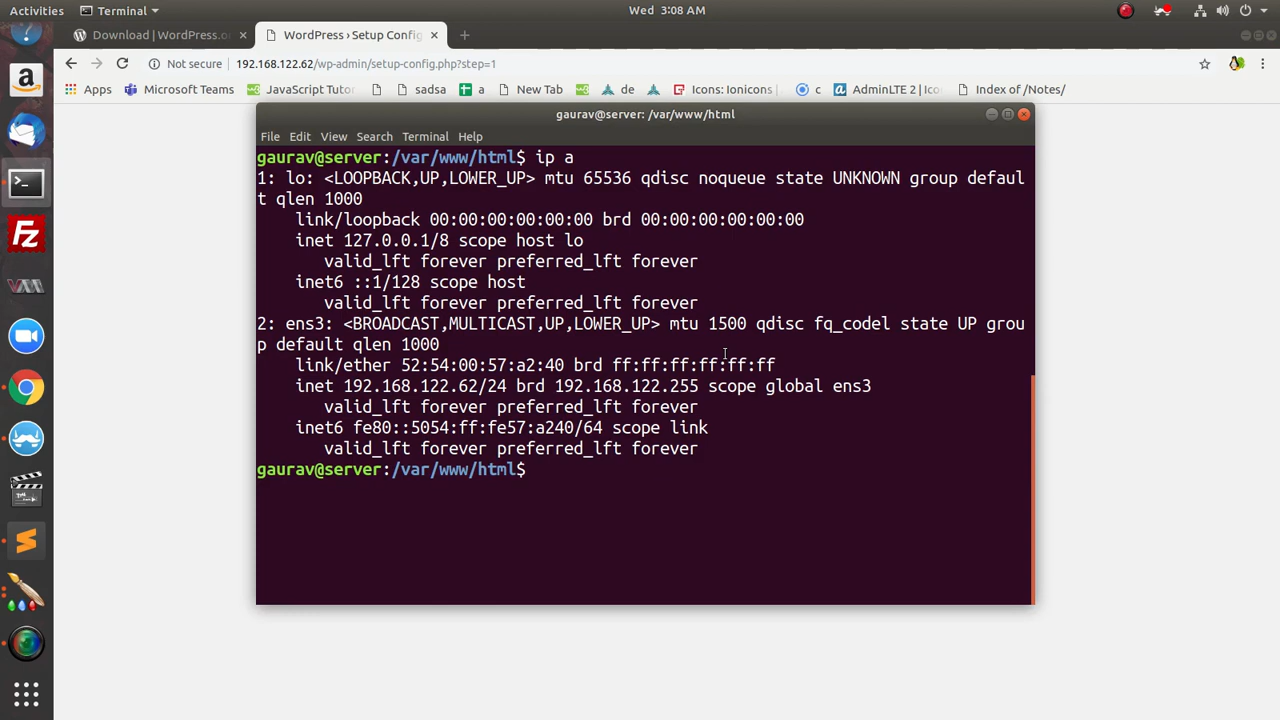 Activities
Terminal
Wed 3:08 AM
Download | WordPress.o
WordPress › Setup Config
Not secure
192.168.122.62/wp-admin/setup-config.php?step=1
Apps
Microsoft Teams
JavaScript Tutor
sadsa
a
New Tab
de
Icons: Ionicons
c
AdminLTE 2 | Ico
Index of /Notes/
gaurav@server: /var/www/html
File Edit View Search Terminal Help
gaurav@server:/var/www/html$ ip a
1: lo: <LOOPBACK,UP,LOWER_UP> mtu 65536 qdisc noqueue state UNKNOWN group defaul
t qlen 1000
link/loopback 00:00:00:00:00:00 brd 00:00:00:00:00:00
inet 127.0.0.1/8 scope host lo
valid_lft forever preferred_lft forever
inet6 ::1/128 scope host
valid_lft forever preferred_lft forever
2: ens3: <BROADCAST,MULTICAST,UP,LOWER_UP> mtu 1500 qdisc fq_codel state UP grou
p default qlen 1000
link/ether 52:54:00:57:a2:40 brd ff:ff:ff:ff:ff:ff
inet 192.168.122.62/24 brd 192.168.122.255 scope global ens3
valid_lft forever preferred_lft forever
inet6 fe80::5054:ff:fe57:a240/64 scope link
valid_lft forever preferred_lft forever
gaurav@server:/var/www/html$